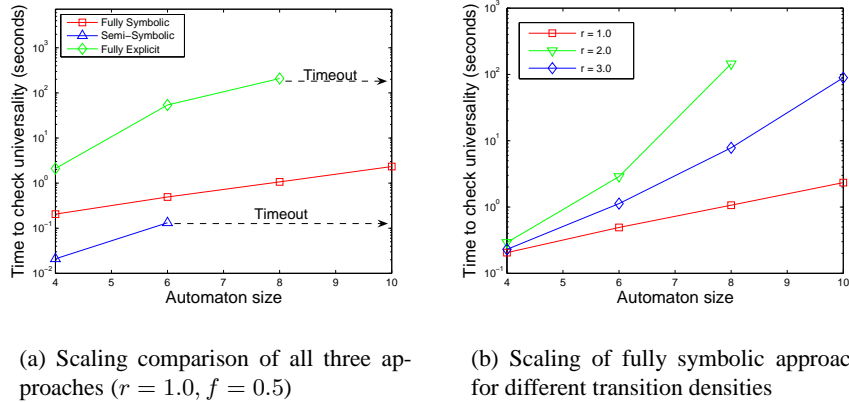 Fully Symbolic
Semi-Symbolic
Fully Explicit
Timeout
Timeout
Time to check universality (seconds)
10^3
10^2
10^1
10^0
10^-1
10^-2
4 5 6 7 8 9 10
Automaton size
(a) Scaling comparison of all three ap-
proaches (r = 1.0, f = 0.5)
r = 1.0
r = 2.0
r = 3.0
Time to check universality (seconds)
10^3
10^2
10^1
10^0
10^-1
4 5 6 7 8 9 10
Automaton size
(b) Scaling of fully symbolic approac
for different transition densities